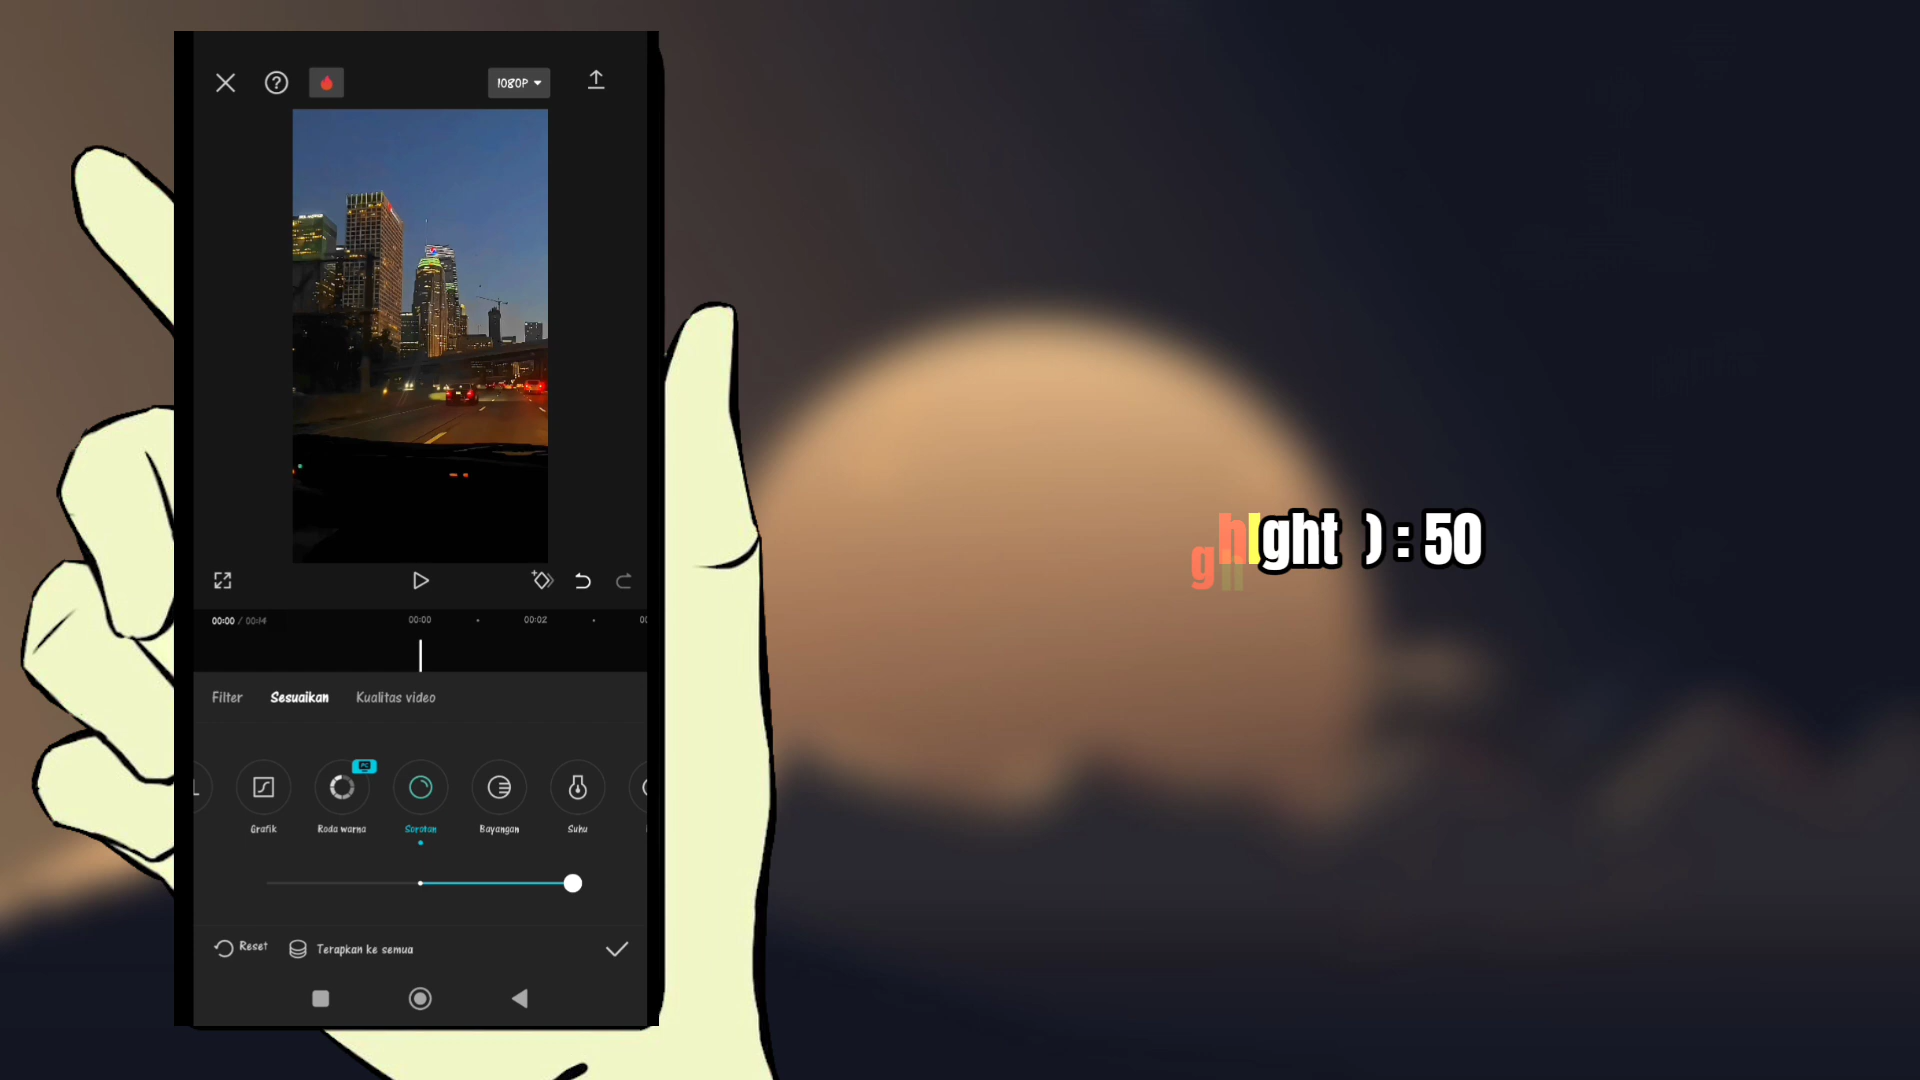 1080P
00:00 / 00:14
00:00
00:02
Filter
Sesuaikan
Kualitas video
Grafik
Roda warna
Sorotan
Bayangan
Suhu
Reset
Terapkan ke semua
ght ) : 50